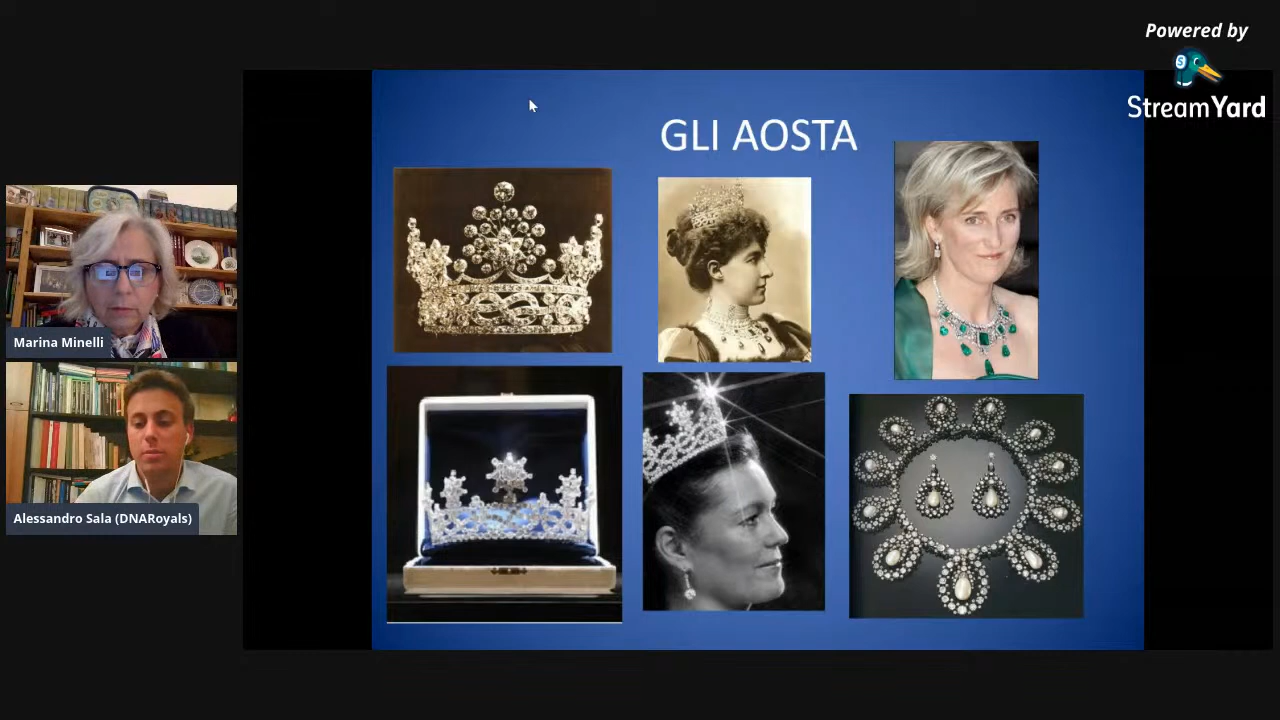 Powered by
StreamYard
GLI AOSTA
Marina Minelli
Alessandro Sala (DNARoyals)